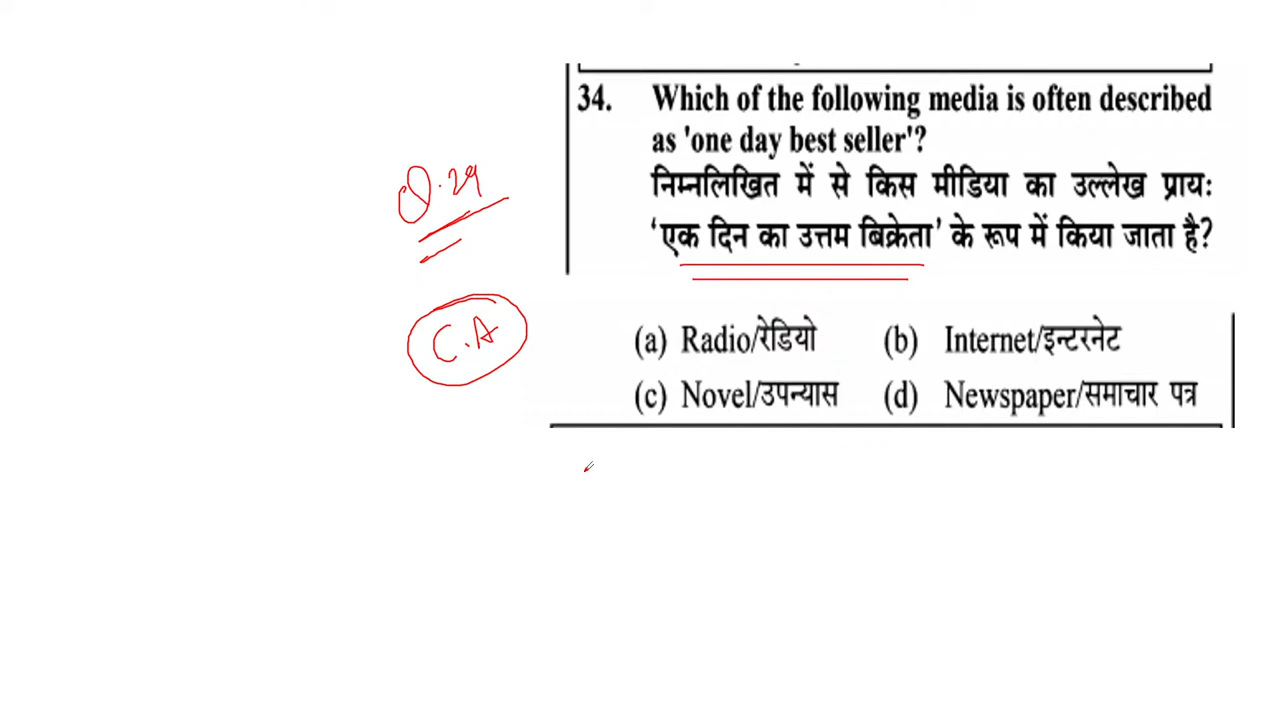 34. Which of the following media is often described
as 'one day best seller'?
निम्नलिखित में से किस मीडिया का उल्लेख प्रायः
'एक दिन का उत्तम बिक्रेता' के रूप में किया जाता है?
Q.29
C.A
(a) Radio/रेडियो (b) Internet/इन्टरनेट
(c) Novel/उपन्यास (d) Newspaper/समाचार पत्र